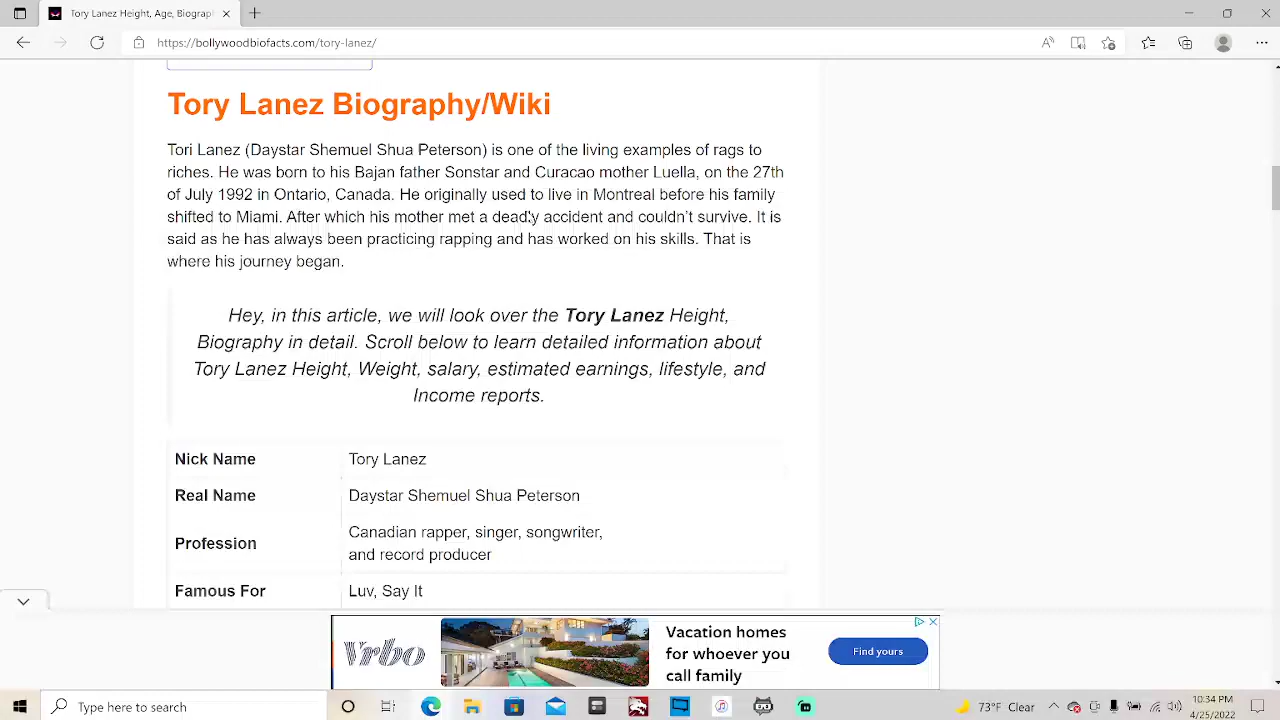 Tory Lanez Height, Age, Biograpl
https://bollywoodbiofacts.com/tory-lanez/
Tory Lanez Biography/Wiki
Tori Lanez (Daystar Shemuel Shua Peterson) is one of the living examples of rags to
riches. He was born to his Bajan father Sonstar and Curacao mother Luella, on the 27th
of July 1992 in Ontario, Canada. He originally used to live in Montreal before his family
shifted to Miami. After which his mother met a deadly accident and couldn't survive. It is
said as he has always been practicing rapping and has worked on his skills. That is
where his journey began.
Hey, in this article, we will look over the Tory Lanez Height,
Biography in detail. Scroll below to learn detailed information about
Tory Lanez Height, Weight, salary, estimated earnings, lifestyle, and
Income reports.
Nick Name Tory Lanez
Real Name Daystar Shemuel Shua Peterson
Profession Canadian rapper, singer, songwriter,
and record producer
Famous For Luv, Say It
Vrbo
Vacation homes
for whoever you
call family
Find yours
Type here to search
73°F Clear
10:34 PM
4/25/2022